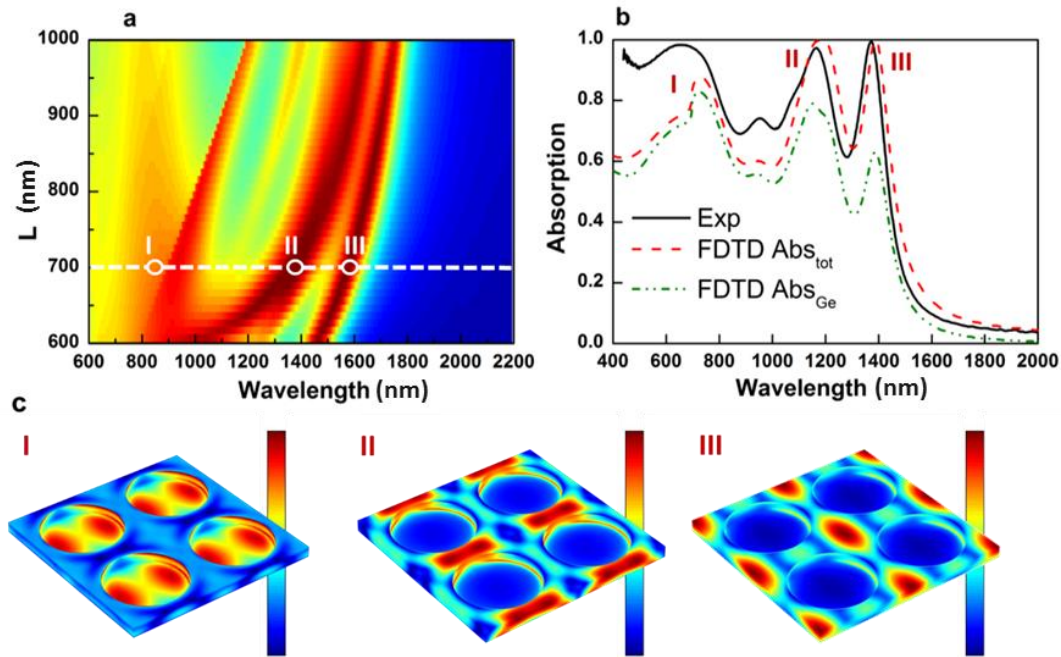 a
1000
900
800
700
600
L (nm)
I
II
III
600 800 1000 1200 1400 1600 1800 2000 2200
Wavelength (nm)
b
1.0
0.8
0.6
0.4
0.2
0.0
Absorption
I
II
III
Exp
FDTD Abs_tot
FDTD Abs_Ge
400 600 800 1000 1200 1400 1600 1800 2000
Wavelength (nm)
c
I
II
III